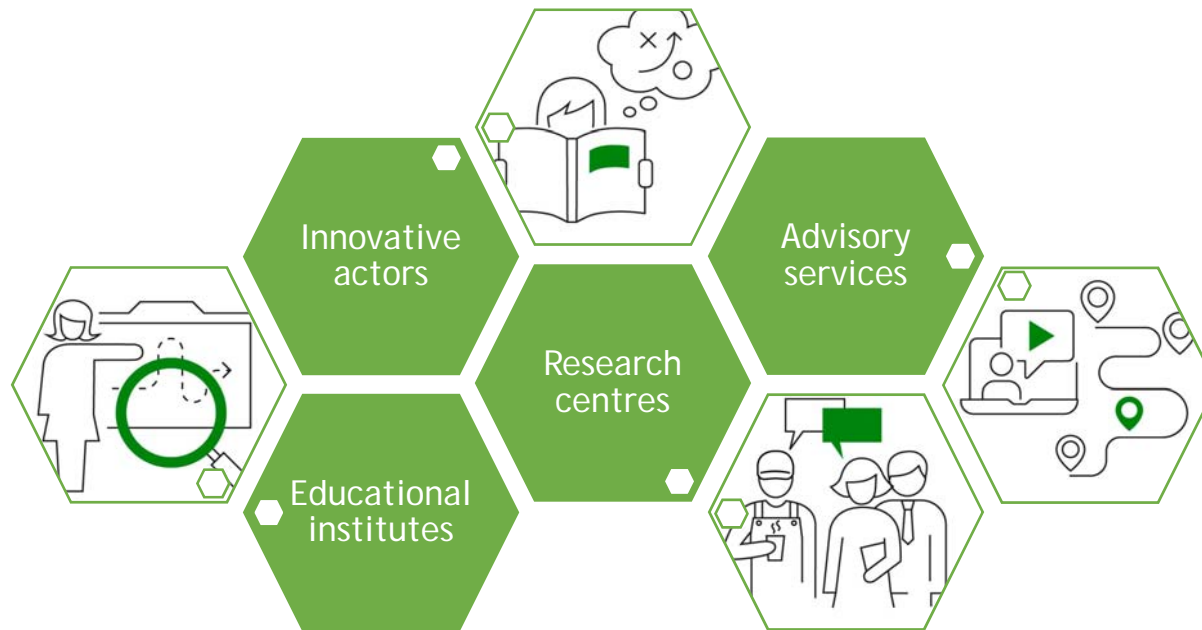 Innovative
actors
Advisory
services
Research
centres
Educational
institutes